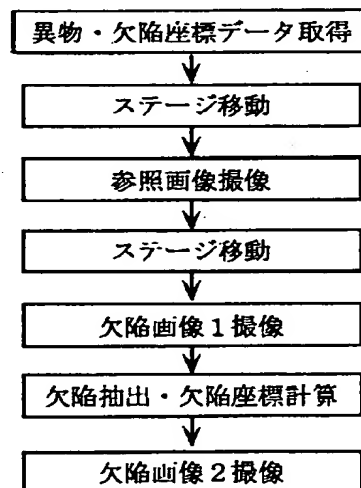 異物・欠陥座標データ取得
ステージ移動
参照画像撮像
ステージ移動
欠陥画像1撮像
欠陥抽出・欠陥座標計算
欠陥画像2撮像